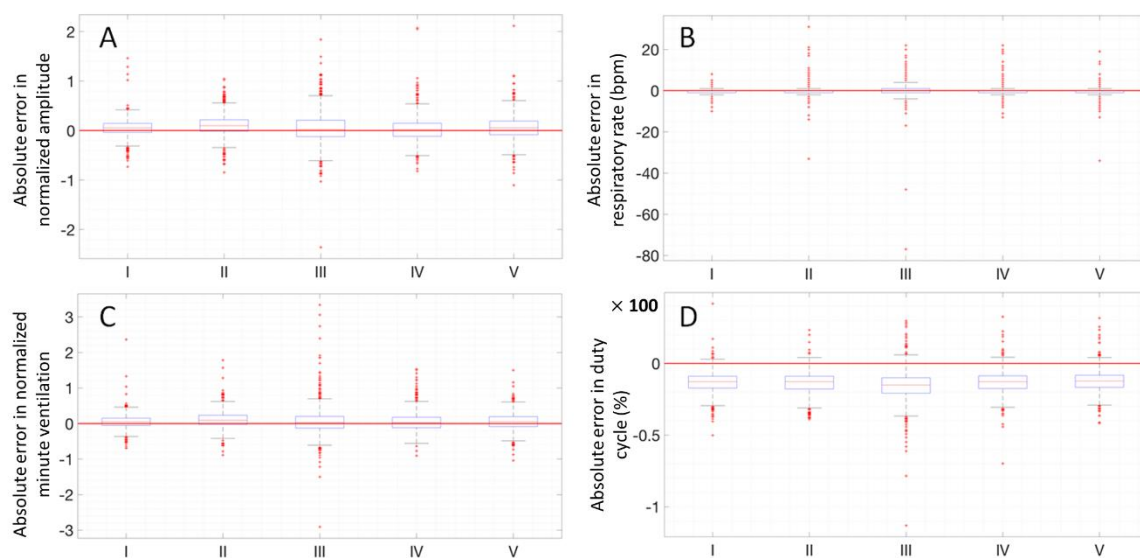 A
Absolute error in
normalized amplitude
2
1
0
-1
-2
I II III IV V
B
Absolute error in
respiratory rate (bpm)
20
0
-20
-40
-60
-80
I II III IV V
C
Absolute error in normalized
minute ventilation
3
2
1
0
-1
-2
-3
I II III IV V
× 100
D
Absolute error in duty
cycle (%)
0
-0.5
-1
I II III IV V